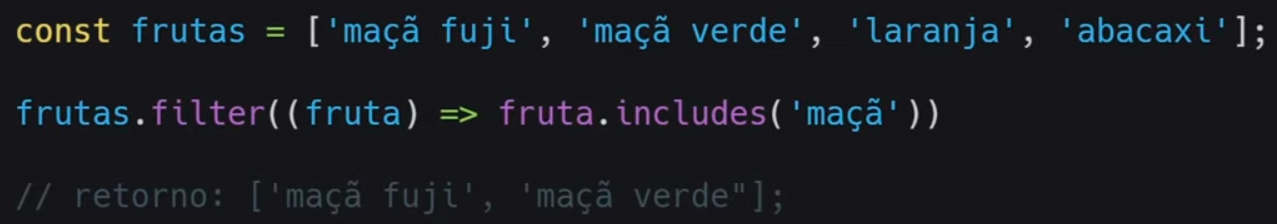 const frutas = ['maçã fuji', 'maçã verde', 'laranja', 'abacaxi'];
frutas.filter((fruta) => fruta.includes('maçã'))
// retorno: ['maçã fuji', 'maçã verde"];